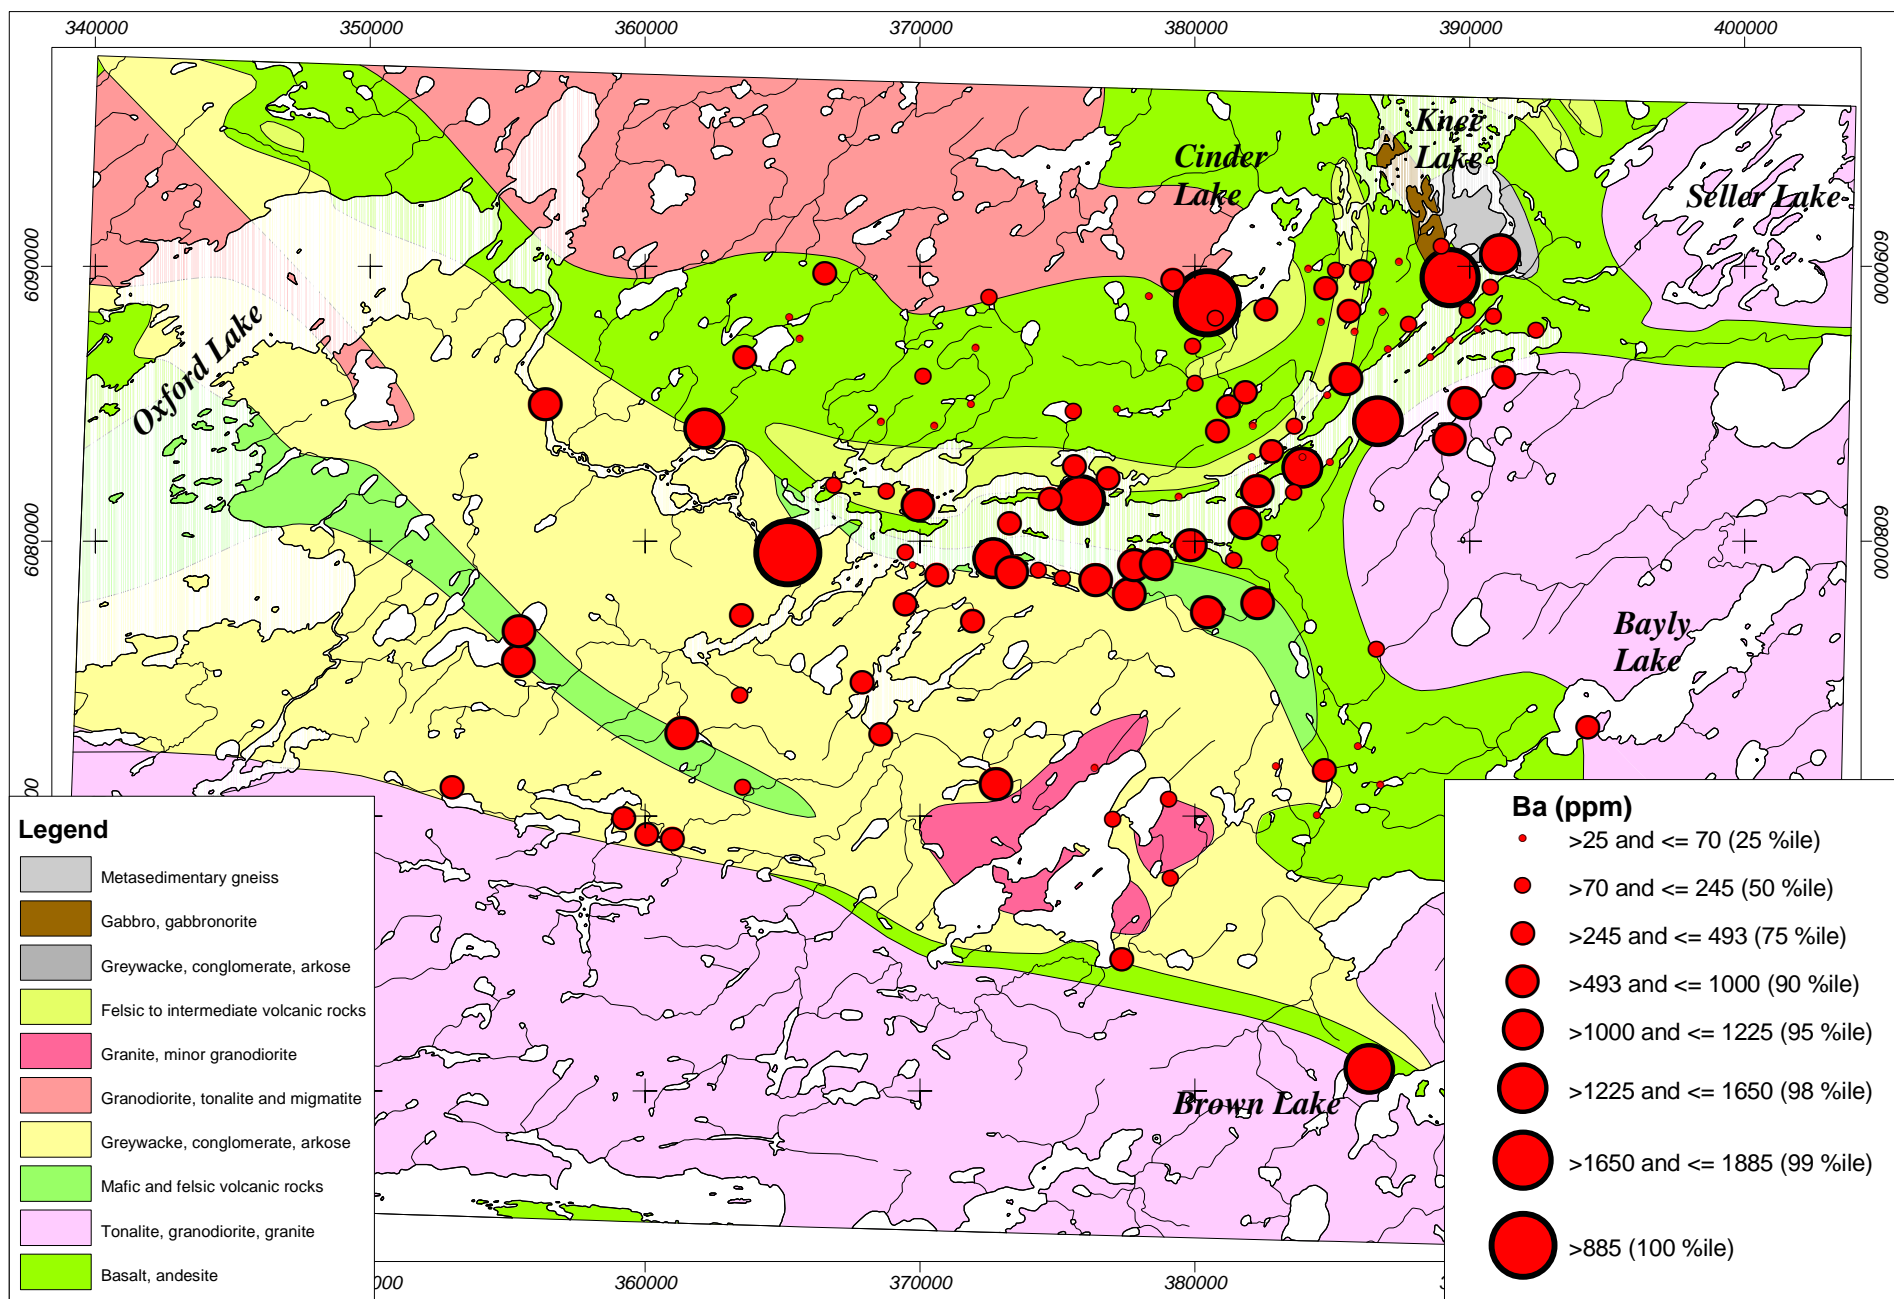 340000 350000 360000 370000 380000 390000 400000
Knee
Lake
Cinder
Lake
Seller Lake
6090000
6090000
Oxford Lake
6080000
6080000
Bayly
Lake
Brown Lake
00
Legend
Metasedimentary gneiss
Gabbro, gabbronorite
Greywacke, conglomerate, arkose
Felsic to intermediate volcanic rocks
Granite, minor granodiorite
Granodiorite, tonalite and migmatite
Greywacke, conglomerate, arkose
Mafic and felsic volcanic rocks
Tonalite, granodiorite, granite
Basalt, andesite
Ba (ppm)
>25 and <= 70 (25 %ile)
>70 and <= 245 (50 %ile)
>245 and <= 493 (75 %ile)
>493 and <= 1000 (90 %ile)
>1000 and <= 1225 (95 %ile)
>1225 and <= 1650 (98 %ile)
>1650 and <= 1885 (99 %ile)
>885 (100 %ile)
0000 360000 370000 380000